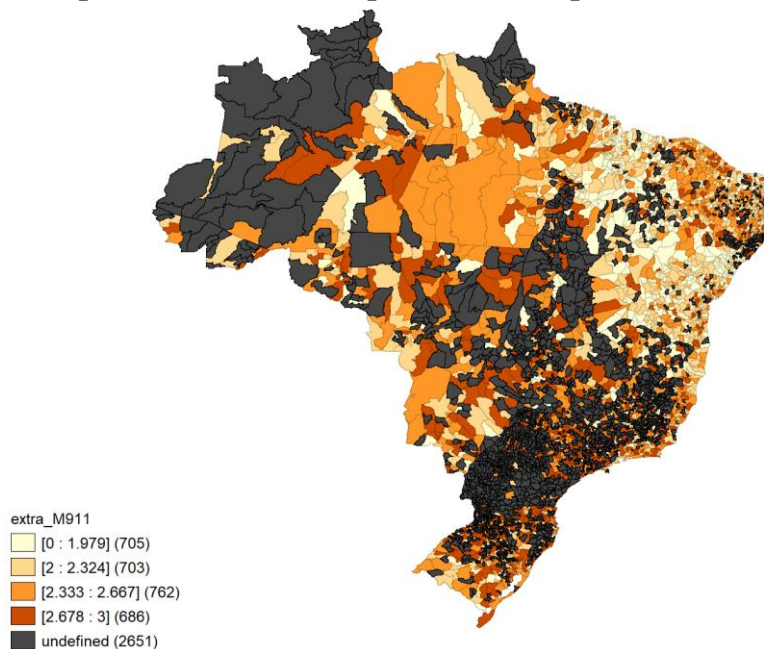 extra_M911
[0 : 1.979] (705)
[2 : 2.324] (703)
[2.333 : 2.667] (762)
[2.678 : 3] (686)
undefined (2651)